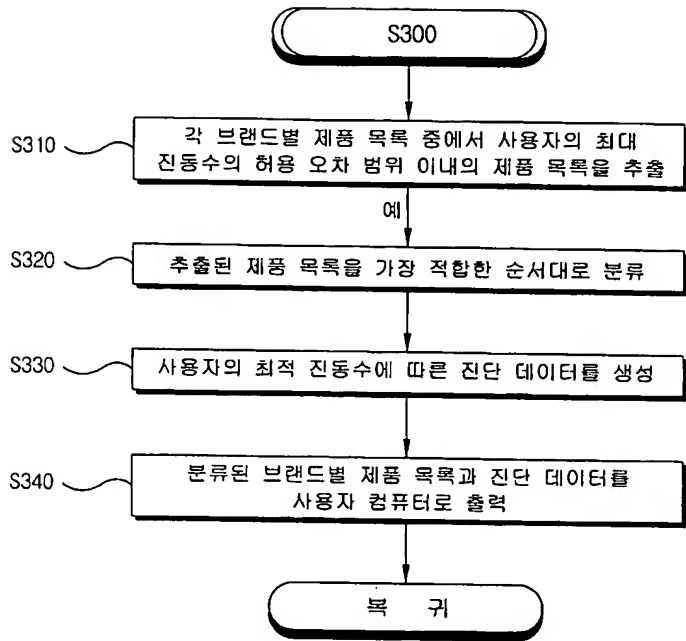 S300
S310
각 브랜드별 제품 목록 중에서 사용자의 최대
진동수의 허용 오차 범위 이내의 제품 목록을 추출
예
S320
추출된 제품 목록을 가장 적합한 순서대로 분류
S330
사용자의 최적 진동수에 따른 진단 데이터를 생성
S340
분류된 브랜드별 제품 목록과 진단 데이터를
사용자 컴퓨터로 출력
복 귀